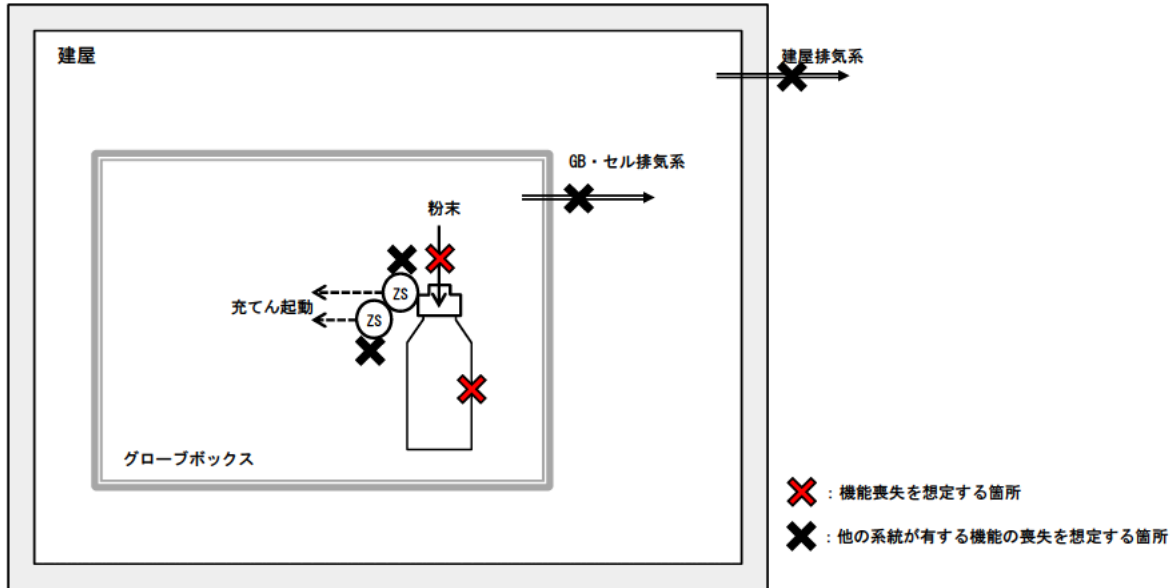 建屋
建屋排気系
GB・セル排気系
粉末
ZS
充てん起動
ZS
グローブボックス
：機能喪失を想定する箇所
：他の系統が有する機能の喪失を想定する箇所